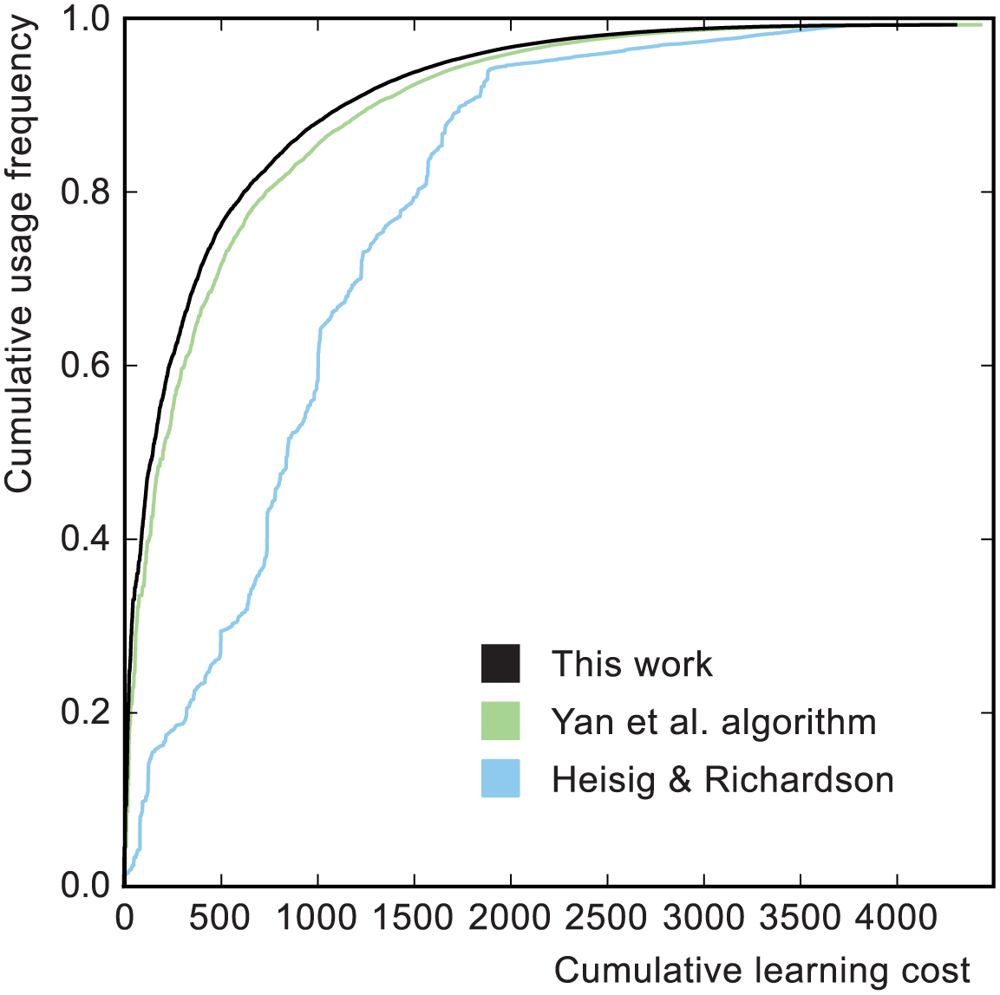 Cumulative usage frequency
1.0
0.8
0.6
0.4
0.2
0.0
This work
Yan et al. algorithm
Heisig & Richardson
0 500 1000 1500 2000 2500 3000 3500 4000
Cumulative learning cost